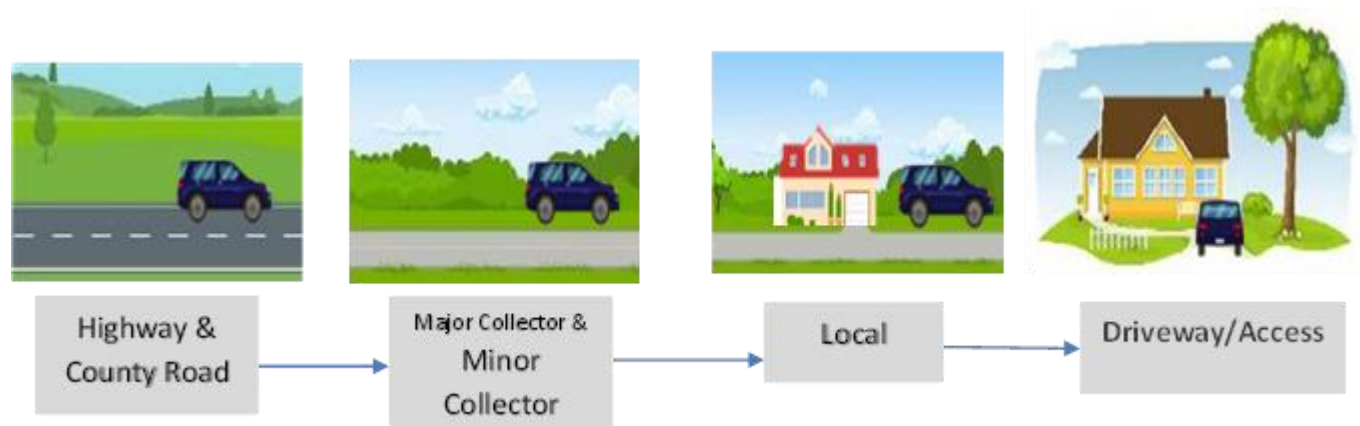 Highway &
County Road
Major Collector &
Minor
Collector
Local
Driveway/Access